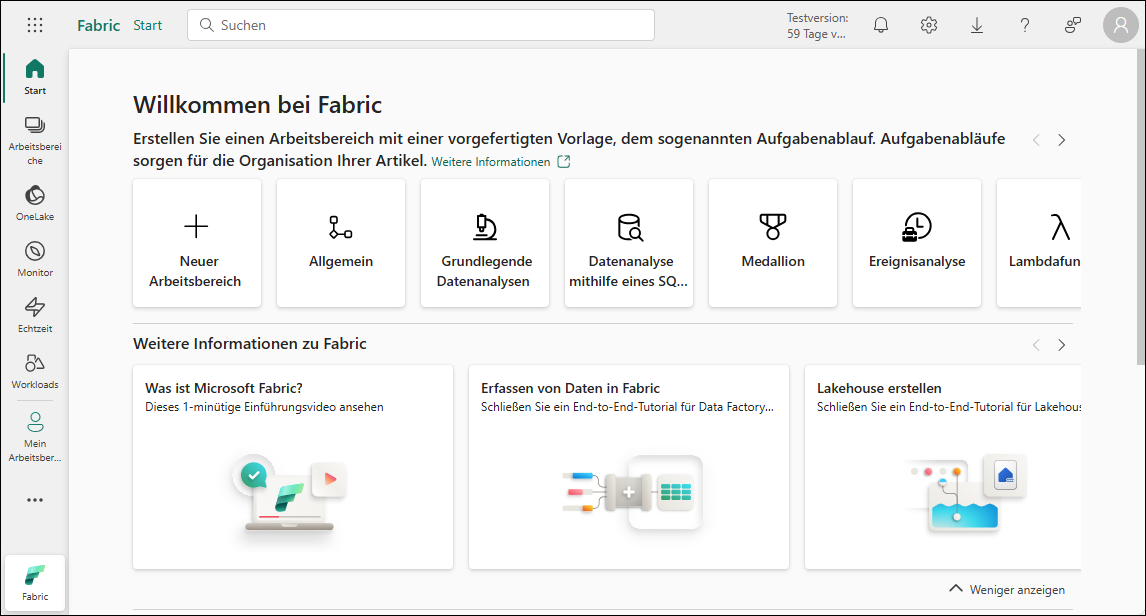 Fabric Start
Suchen
Testversion:
59 Tage v...
Start
Arbeitsberei
che
OneLake
Monitor
Echtzeit
Workloads
Mein
Arbeitsber...
Fabric
Willkommen bei Fabric
Erstellen Sie einen Arbeitsbereich mit einer vorgefertigten Vorlage, dem sogenannten Aufgabenablauf. Aufgabenabläufe
sorgen für die Organisation Ihrer Artikel. Weitere Informationen
Neuer
Arbeitsbereich
Allgemein
Grundlegende
Datenanalysen
Datenanalyse
mithilfe eines SQ...
Medallion
Ereignisanalyse
Lambdafun
Weitere Informationen zu Fabric
Was ist Microsoft Fabric?
Dieses 1-minütige Einführungsvideo ansehen
Erfassen von Daten in Fabric
Schließen Sie ein End-to-End-Tutorial für Data Factory...
Lakehouse erstellen
Schließen Sie ein End-to-End-Tutorial für Lakehous
Weniger anzeigen